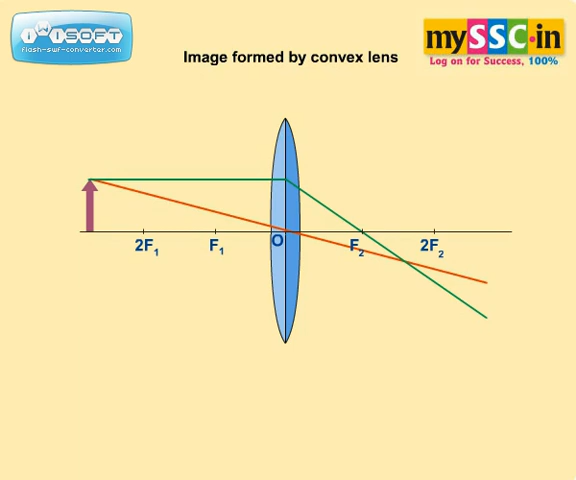 iWiSOFT
flash-swf-converter.com
mySSC.in
Log on for Success, 100%
Image formed by convex lens
2F1 F1 O F2 2F2